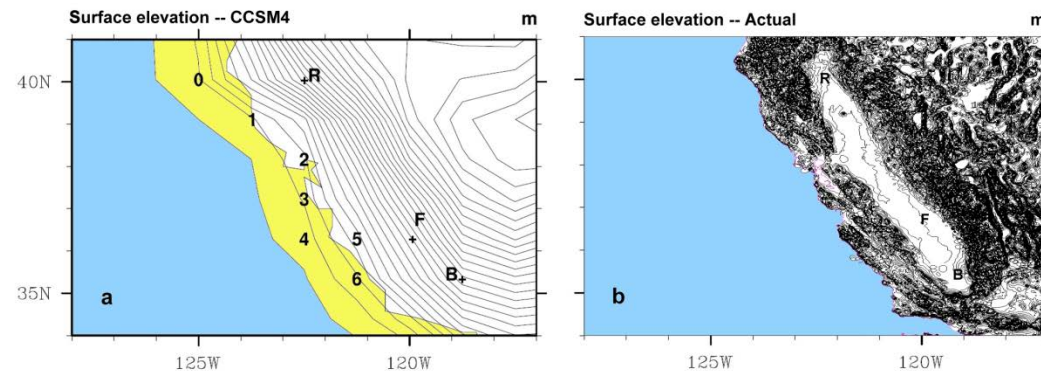 Surface elevation -- CCSM4 m
40N
35N
125W 120W
0
1
2
3
4
5
6
R
F
B
a
Surface elevation -- Actual m
R
F
B
b
125W 120W